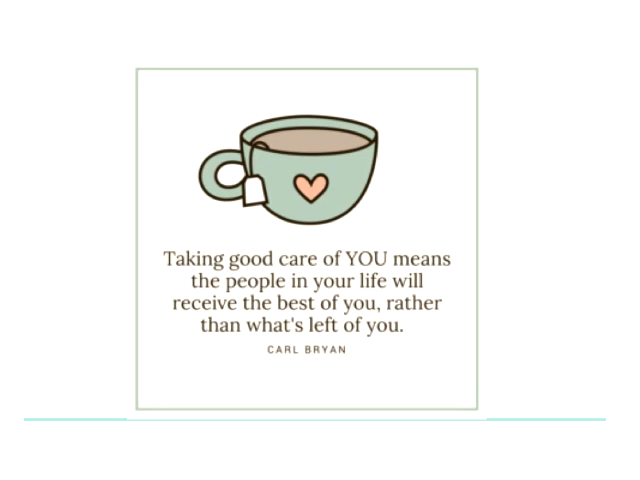 Taking good care of YOU means
the people in your life will
receive the best of you, rather
than what's left of you.
CARL BRYAN